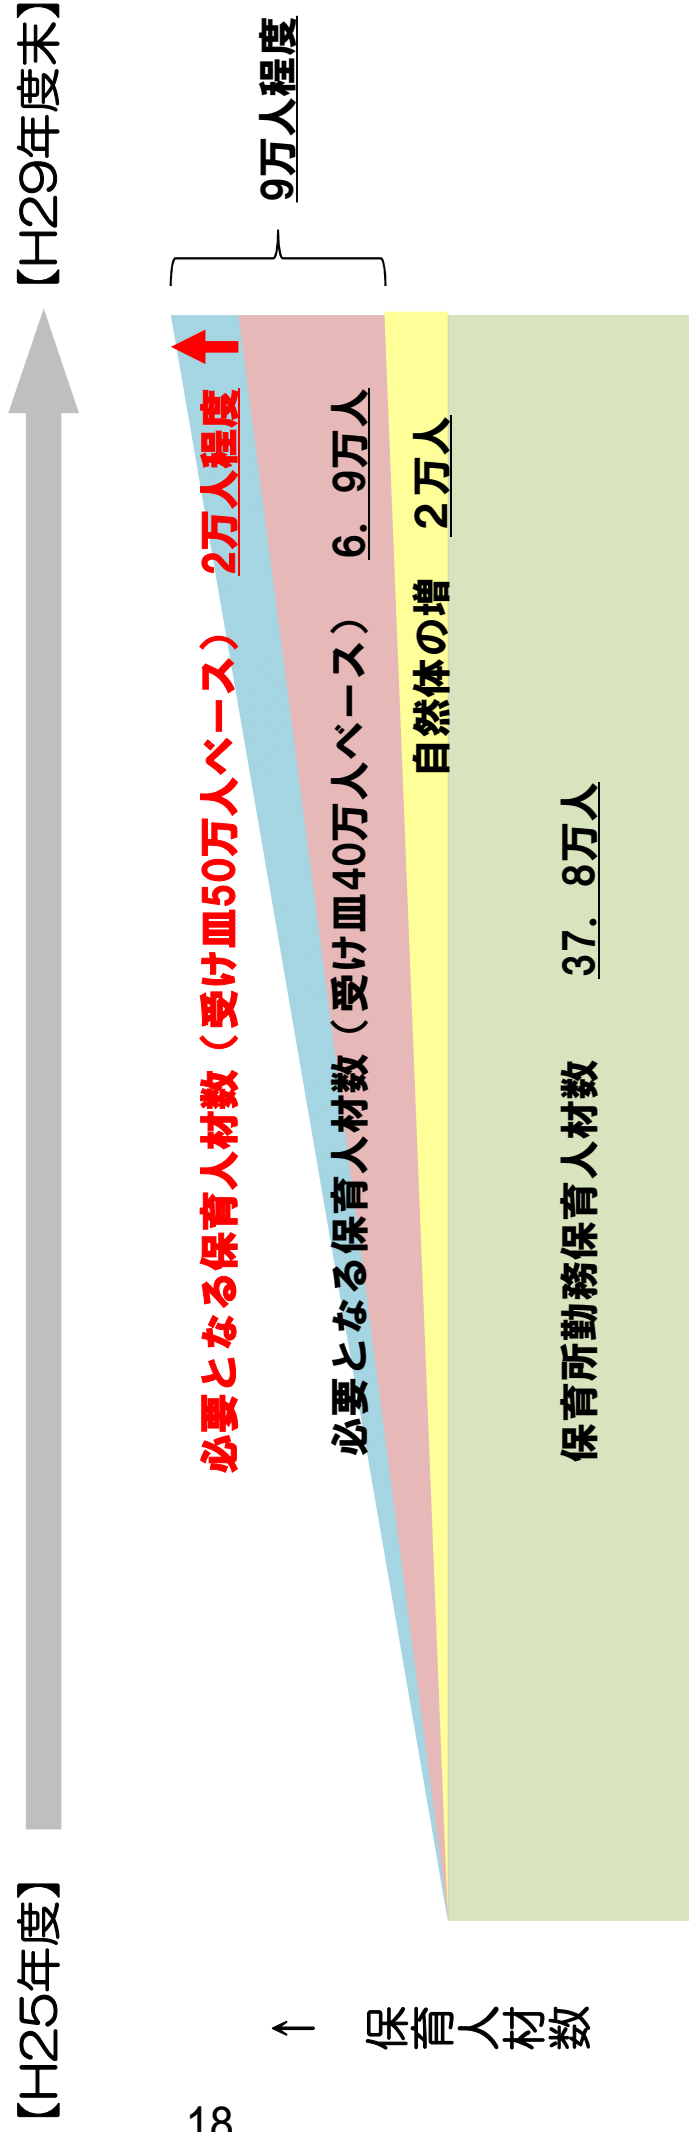 【H25年度】
【H29年度末】
9万人程度
必要となる保育人材数（受け皿50万人ベース） 2万人程度
必要となる保育人材数（受け皿40万人ベース） 6．9万人
自然体の増 2万人
保育所勤務保育人材数 37．8万人
↑
保育人材数
18